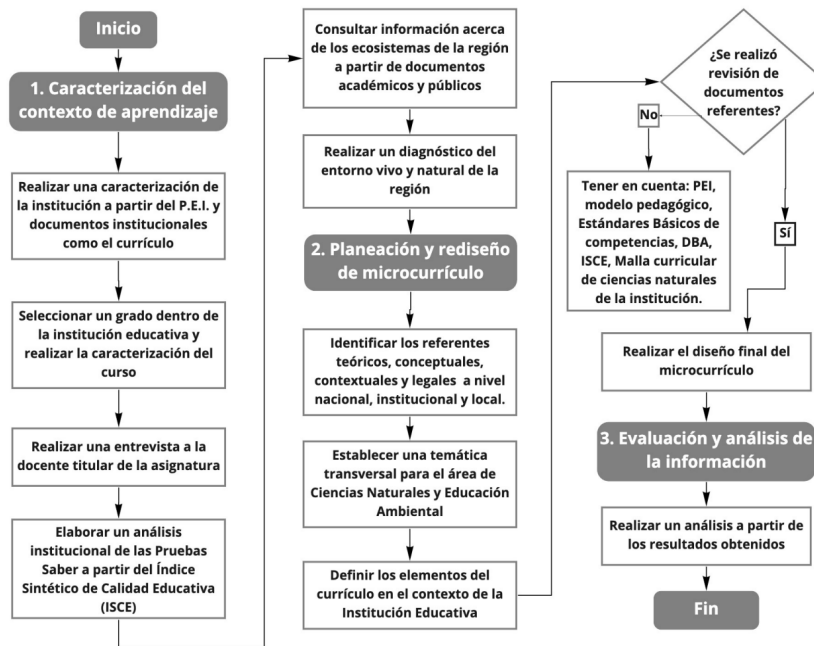 Inicio
1. Caracterización del
contexto de aprendizaje
Realizar una caracterización de
la institución a partir del P.E.I. y
documentos institucionales
como el currículo
Seleccionar un grado dentro de
la institución educativa y
realizar la caracterización del
curso
Realizar una entrevista a la
docente titular de la asignatura
Elaborar un análisis
institucional de las Pruebas
Saber a partir del Índice
Sintético de Calidad Educativa
(ISCE)
Consultar información acerca
de los ecosistemas de la región
a partir de documentos
académicos y públicos
Realizar un diagnóstico del
entorno vivo y natural de la
región
2. Planeación y rediseño
de microcurrículo
Identificar los referentes
teóricos, conceptuales,
contextuales y legales a nivel
nacional, institucional y local.
Establecer una temática
transversal para el área de
Ciencias Naturales y Educación
Ambiental
Definir los elementos del
currículo en el contexto de la
Institución Educativa
¿Se realizó
revisión de
documentos
referentes?
No
Tener en cuenta: PEI,
modelo pedagógico,
Estándares Básicos de
competencias, DBA,
ISCE, Malla curricular
de ciencias naturales
de la institución.
Sí
Realizar el diseño final del
microcurrículo
3. Evaluación y análisis de
la información
Realizar un análisis a partir de
los resultados obtenidos
Fin